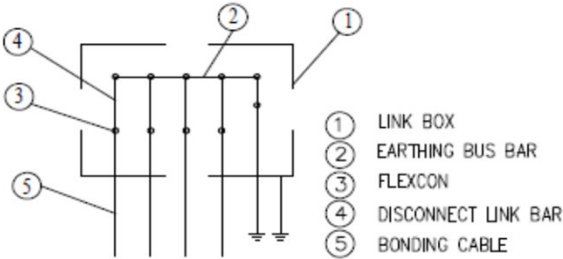 2
1
4
3
5
1 LINK BOX
2 EARTHING BUS BAR
3 FLEXCON
4 DISCONNECT LINK BAR
5 BONDING CABLE